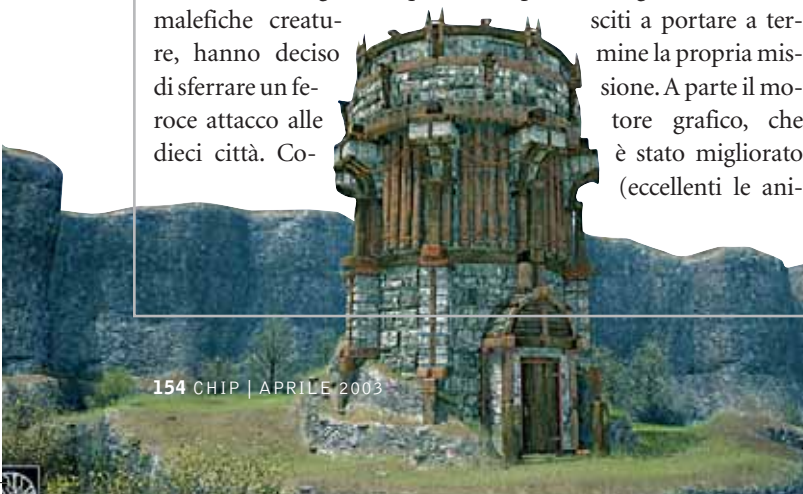 malefiche creatu-
re, hanno deciso
di sferrare un fe-
roce attacco alle
dieci città. Co-
sciti a portare a ter-
mine la propria mis-
sione. A parte il mo-
tore grafico, che
è stato migliorato
(eccellenti le ani-
154 CHIP | APRILE 2003